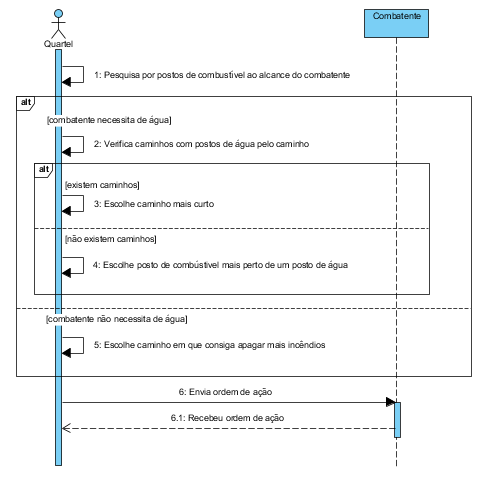 Quartel
Combatente
1: Pesquisa por postos de combustível ao alcance do combatente
alt
[combatente necessita de água]
2: Verifica caminhos com postos de água pelo caminho
alt
[existem caminhos]
3: Escolhe caminho mais curto
[não existem caminhos]
4: Escolhe posto de combústivel mais perto de um posto de água
[combatente não necessita de água]
5: Escolhe caminho em que consiga apagar mais incêndios
6: Envia ordem de ação
6.1: Recebeu ordem de ação